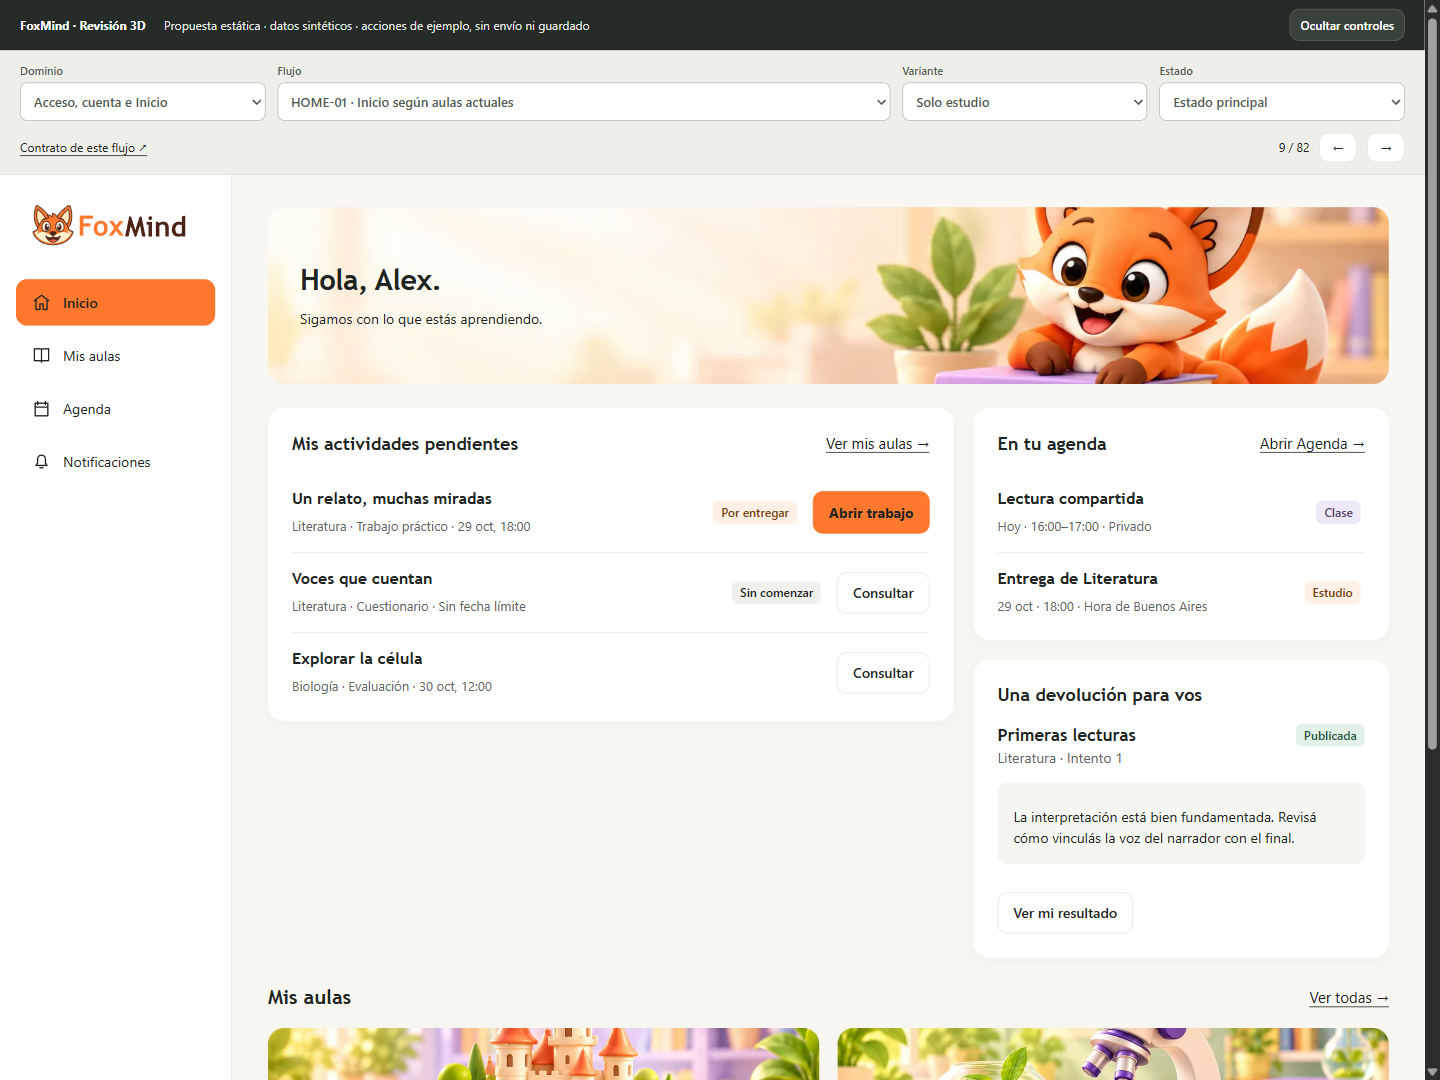 FoxMind · Revisión 3D
Propuesta estática · datos sintéticos · acciones de ejemplo, sin envío ni guardado
Ocultar controles
Dominio
Flujo
Variante
Estado
Acceso, cuenta e Inicio
HOME-01 · Inicio según aulas actuales
Solo estudio
Estado principal
Contrato de este flujo ↗
9 / 82
←
→
FoxMind
Inicio
Mis aulas
Agenda
Notificaciones
Hola, Alex.
Sigamos con lo que estás aprendiendo.
Mis actividades pendientes
Ver mis aulas →
Un relato, muchas miradas
Literatura · Trabajo práctico · 29 oct, 18:00
Por entregar
Abrir trabajo
Voces que cuentan
Literatura · Cuestionario · Sin fecha límite
Sin comenzar
Consultar
Explorar la célula
Biología · Evaluación · 30 oct, 12:00
Consultar
En tu agenda
Abrir Agenda →
Lectura compartida
Hoy · 16:00–17:00 · Privado
Clase
Entrega de Literatura
29 oct · 18:00 · Hora de Buenos Aires
Estudio
Una devolución para vos
Primeras lecturas
Literatura · Intento 1
Publicada
La interpretación está bien fundamentada. Revisá
cómo vinculás la voz del narrador con el final.
Ver mi resultado
Mis aulas
Ver todas →